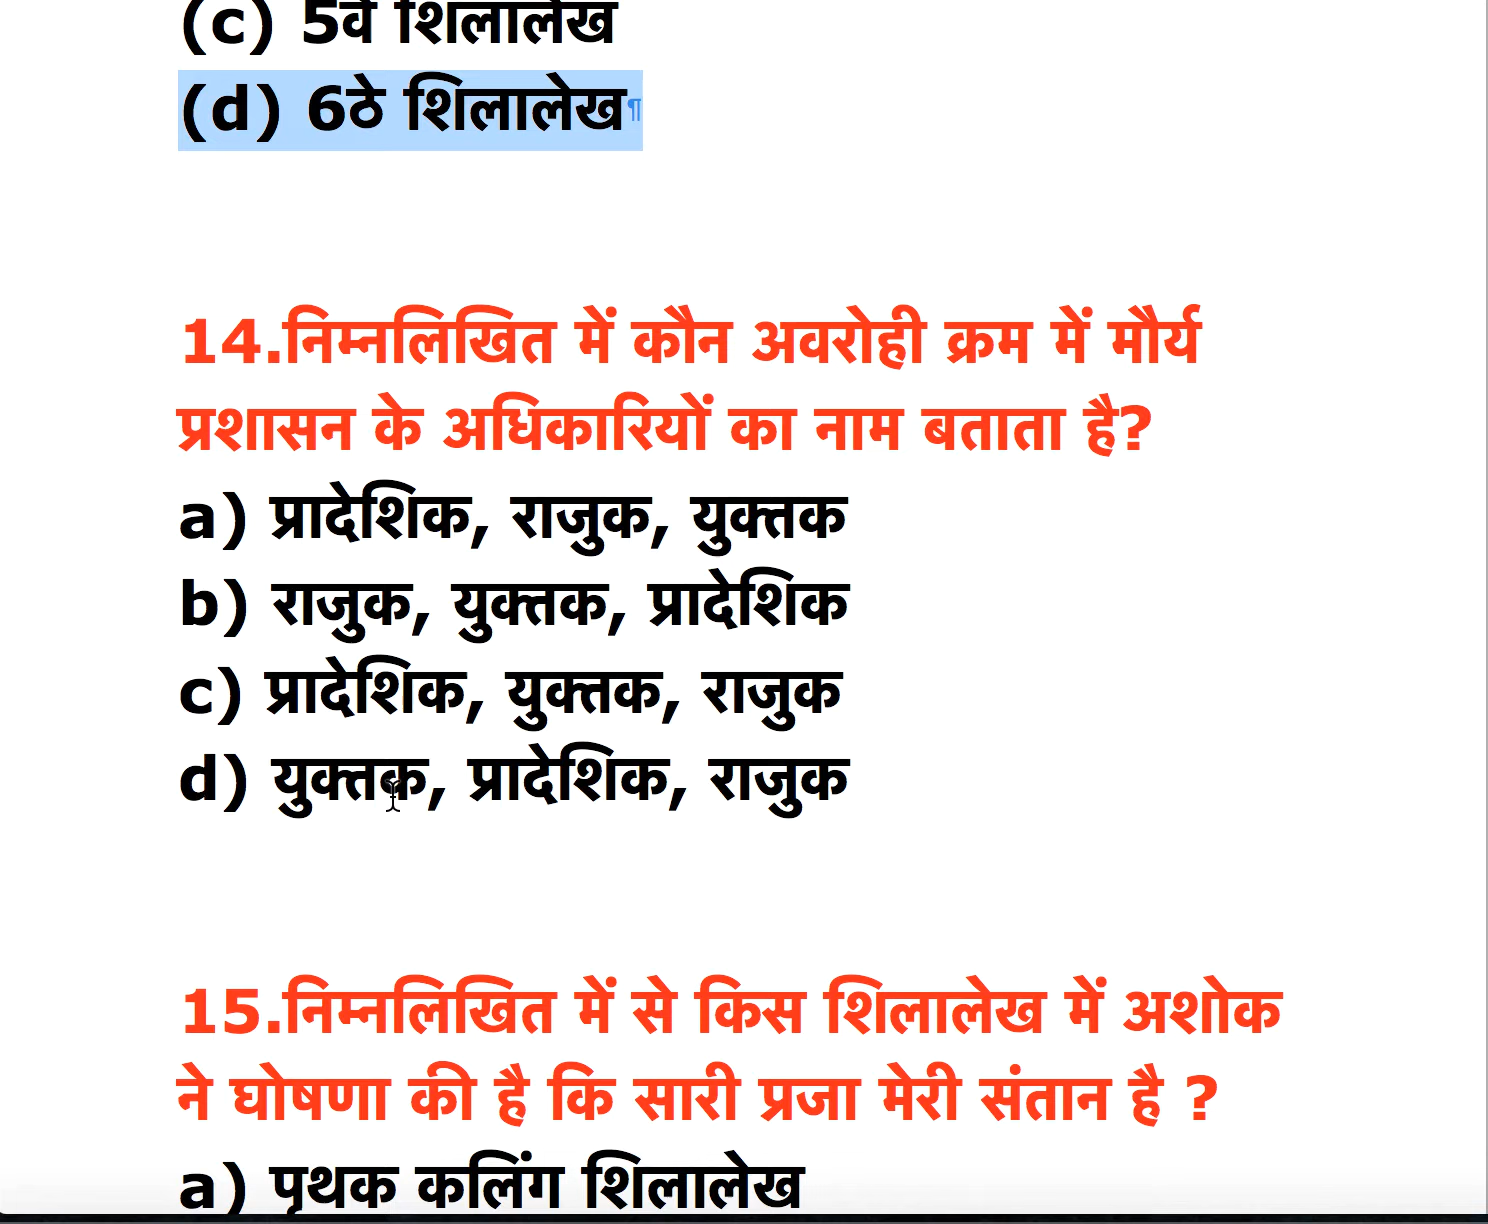 (c) 5वें शिलालेख
(d) 6ठे शिलालेख¶
14.निम्नलिखित में कौन अवरोही क्रम में मौर्य
प्रशासन के अधिकारियों का नाम बताता है?
a) प्रादेशिक, राजुक, युक्तक
b) राजुक, युक्तक, प्रादेशिक
c) प्रादेशिक, युक्तक, राजुक
d) युक्तक, प्रादेशिक, राजुक
15.निम्नलिखित में से किस शिलालेख में अशोक
ने घोषणा की है कि सारी प्रजा मेरी संतान है ?
a) पृथक कलिंग शिलालेख